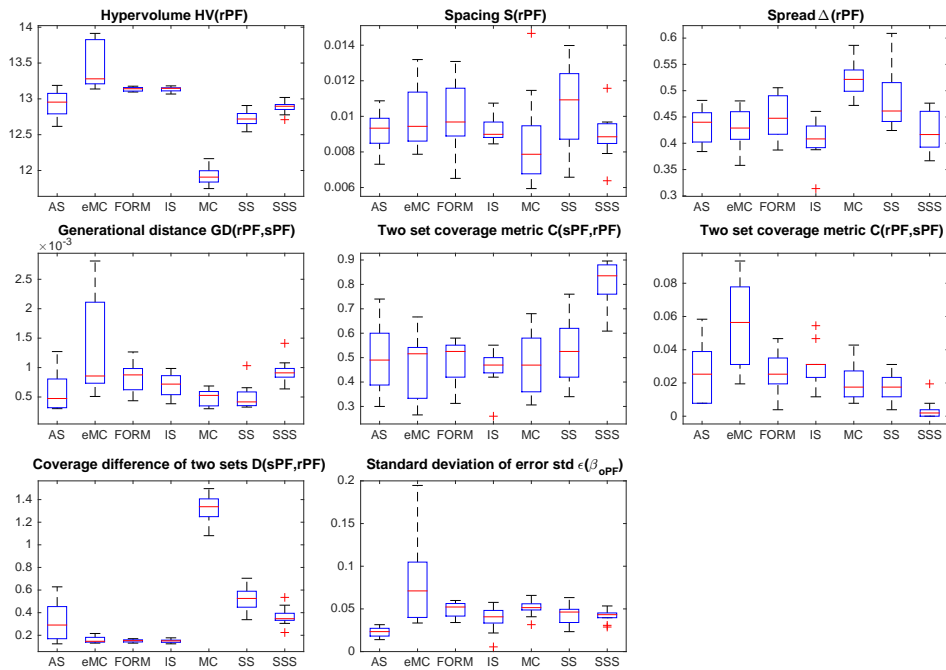 Hypervolume HV(rPF)
14
13
12.5
12
AS eMC FORM IS MC SS SSS
Spacing S(rPF)
0.014
0.012
0.01
0.008
0.006
AS eMC FORM IS MC SS SSS
Spread Δ(rPF)
0.6
0.55
0.5
0.45
0.4
0.35
0.3
AS eMC FORM IS MC SS SSS
Generational distance GD(rPF,sPF)
×10⁻³
2.5
2
1.5
1
0.5
AS eMC FORM IS MC SS SSS
Two set coverage metric C(sPF,rPF)
0.9
0.8
0.7
0.6
0.5
0.4
0.3
AS eMC FORM IS MC SS SSS
Two set coverage metric C(rPF,sPF)
0.08
0.06
0.04
0.02
0
AS eMC FORM IS MC SS SSS
Coverage difference of two sets D(sPF,rPF)
1.4
1.2
1
0.8
0.6
0.4
0.2
AS eMC FORM IS MC SS SSS
Standard deviation of error std ϵ(β_oPF)
0.2
0.15
0.1
0.05
0
AS eMC FORM IS MC SS SSS